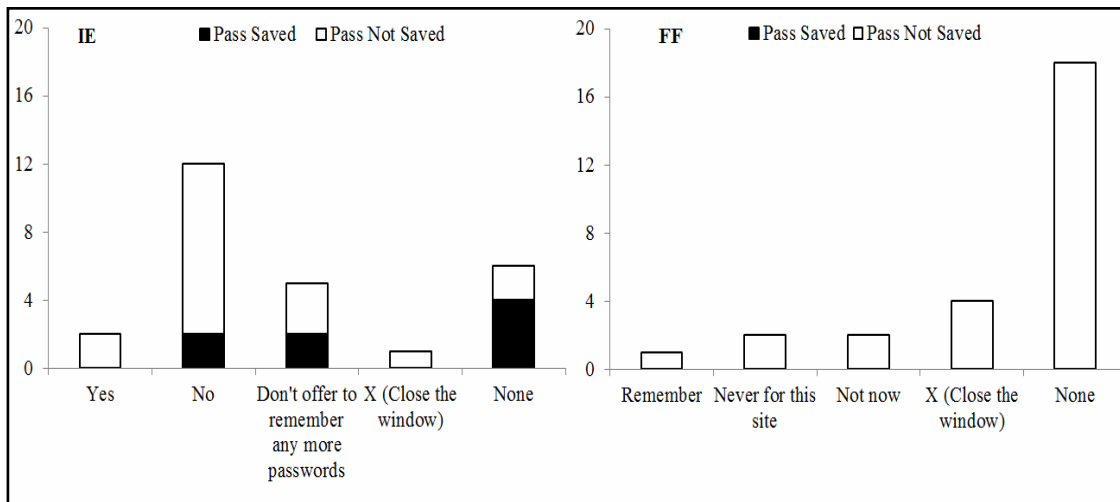 IE
Pass Saved Pass Not Saved
20
16
12
8
4
0
Yes
No
Don't offer to
remember
any more
passwords
X (Close the
window)
None
FF
Pass Saved Pass Not Saved
20
16
12
8
4
0
Remember
Never for this
site
Not now
X (Close the
window)
None